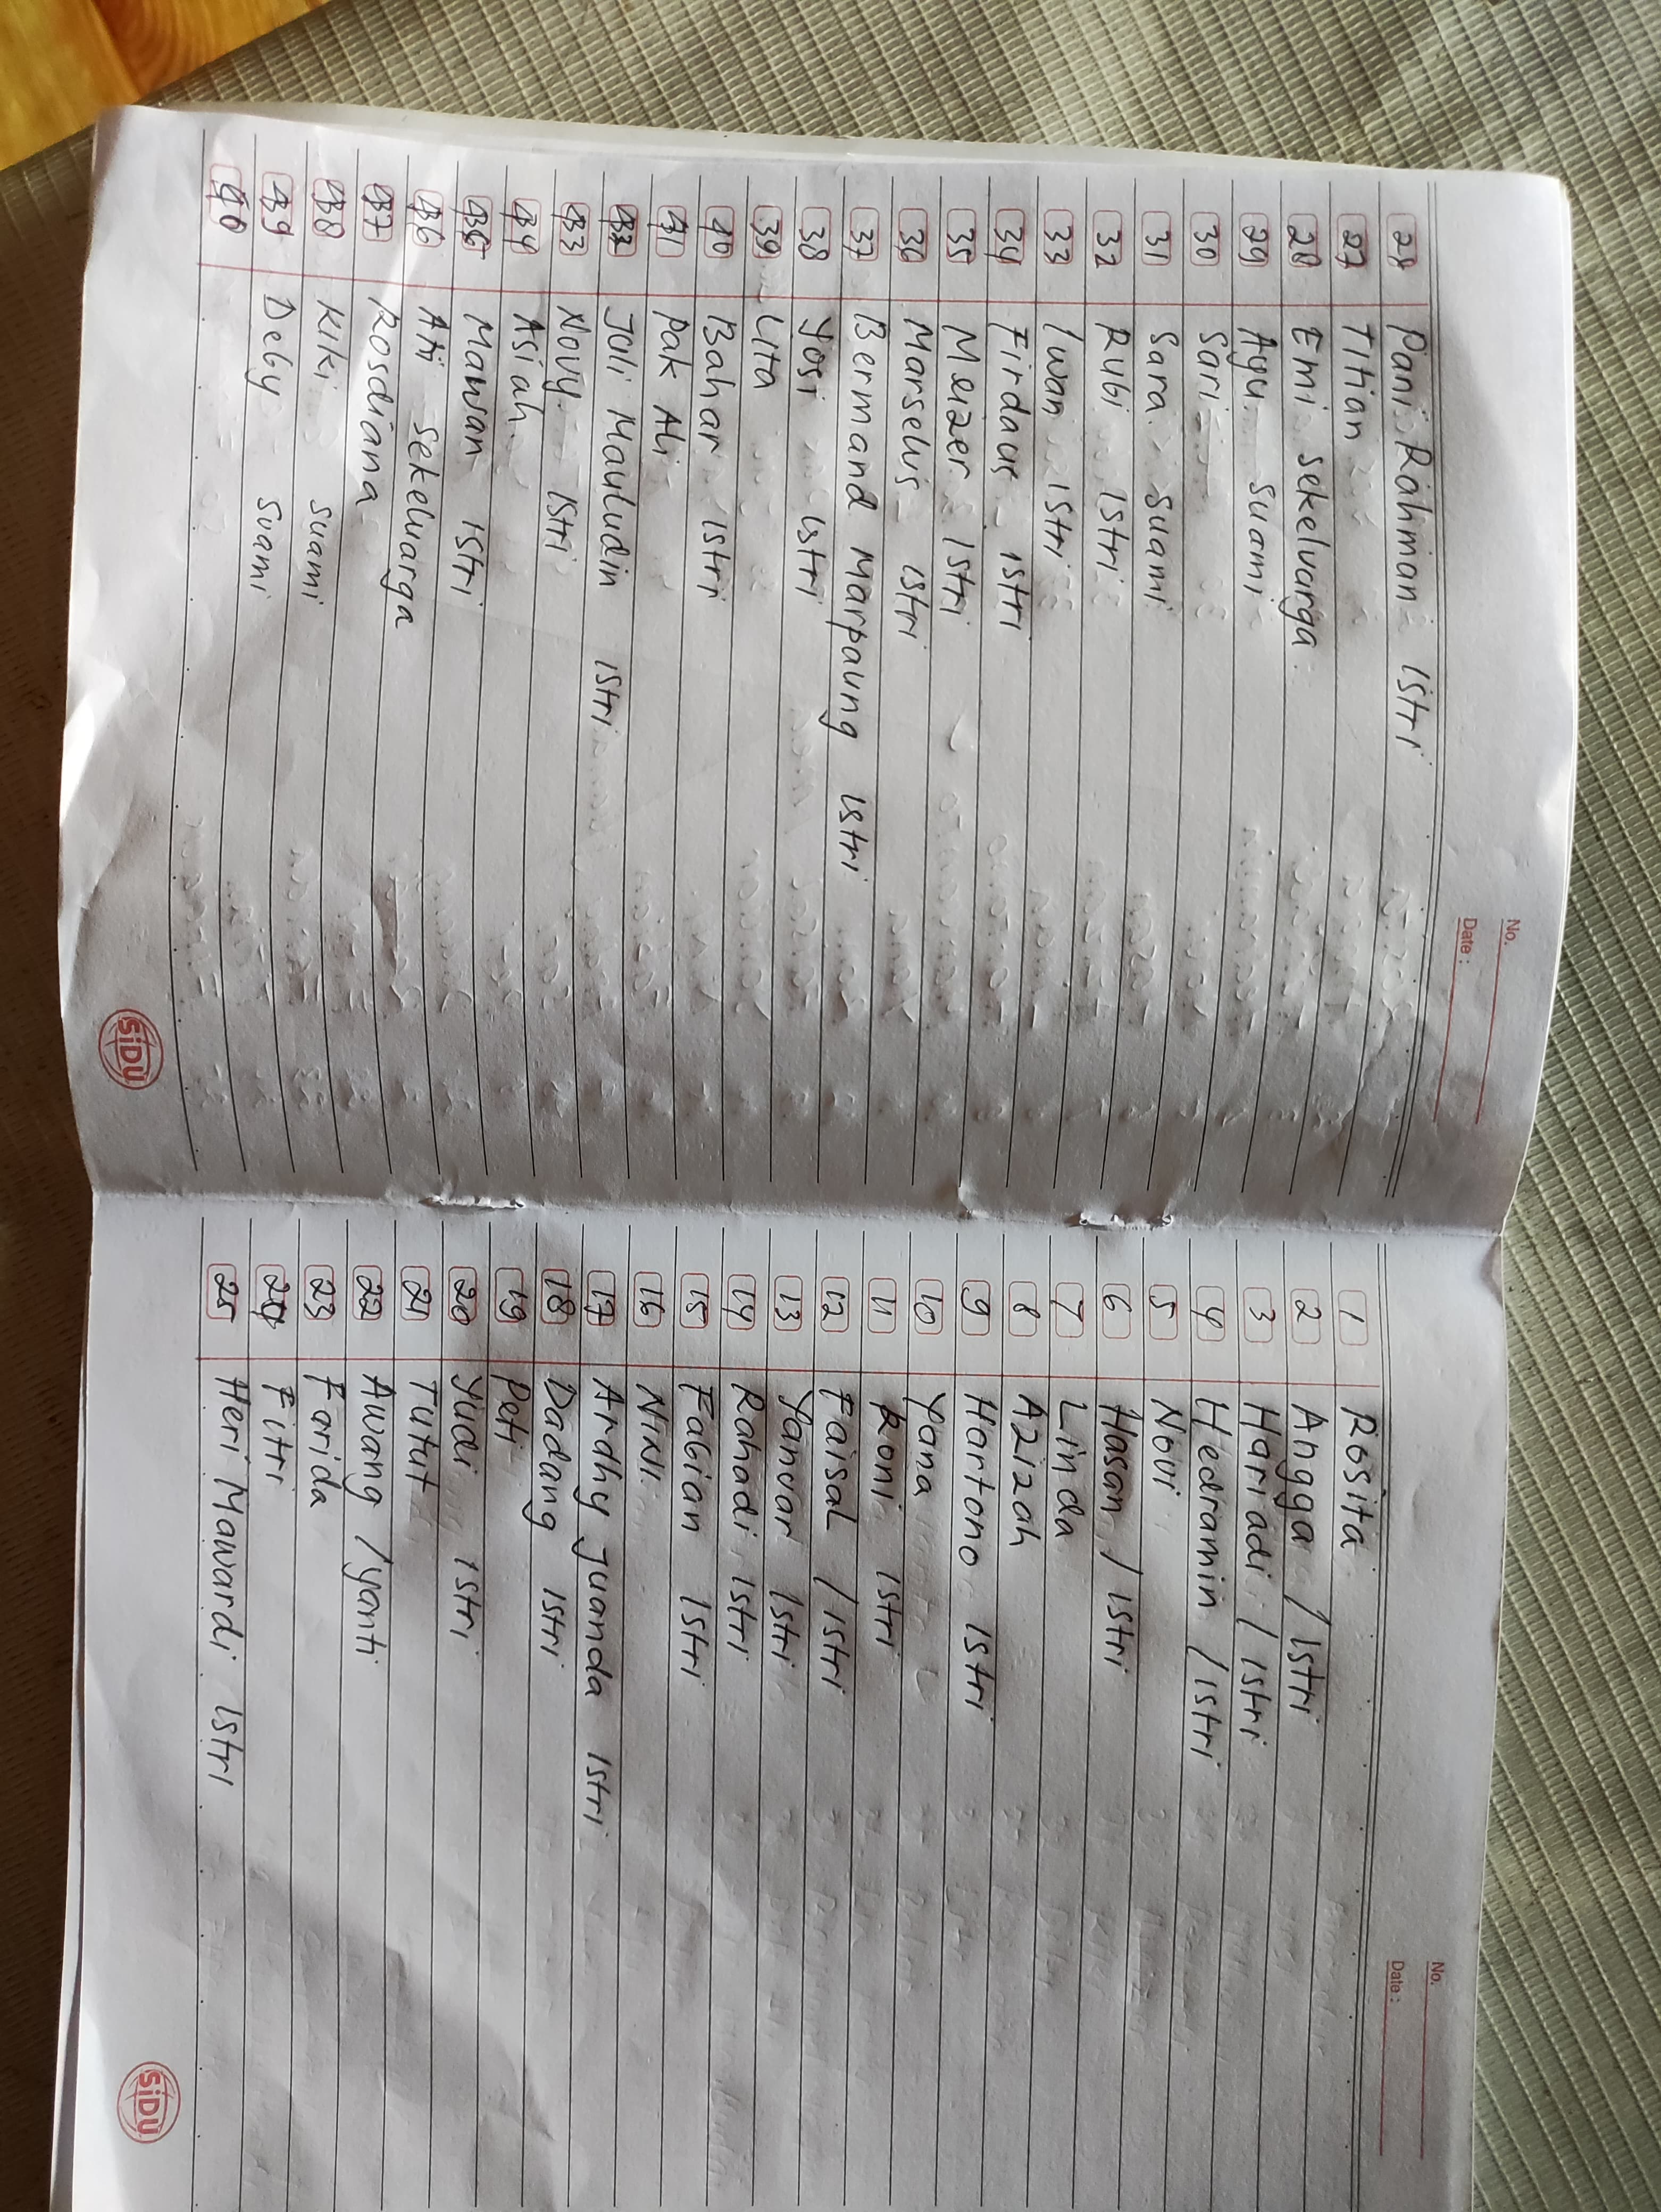 No.
Date :
28 Pani Rahman Istri
27 Titian
28 Emi sekeluarga
29 Ayu Suami
30 Sari
31 Sara Suami
32 Rubi Istri
33 Iwan Istri
34 Firdaus Istri
35 Meizer Istri
36 Marselus Istri
37 Bermand Marpaung Istri
38 Yosi Istri
39 Lita
40 Bahar Istri
41 Pak Ali
Juli Mauludin Istri
43 Novy Istri
44 Asiah
Mawan Istri
46 Ati Sekeluarga
47 Rosdiana
48 Kiki Suami
49 Deby Suami
SiDU
No.
Date :
1 Rosita
2 Angga / Istri
3 Hariadi / Istri
4 Hedramin / Istri
5 Novi
6 Hasan / Istri
7 Linda
8 Azizah
9 Hartono Istri
10 Yana
11 Roni Istri
12 Faisal / Istri
13 Yanuar Istri
14 Rahadi Istri
15 Fabian Istri
16 NINI
17 Ardhy Juanda Istri
18 Dadang Istri
19 Peti
20 Yudi Istri
21 Tutut
22 Awang / Yanti
23 Farida
24 Fitri
25 Heri Mawardi Istri
SiDU